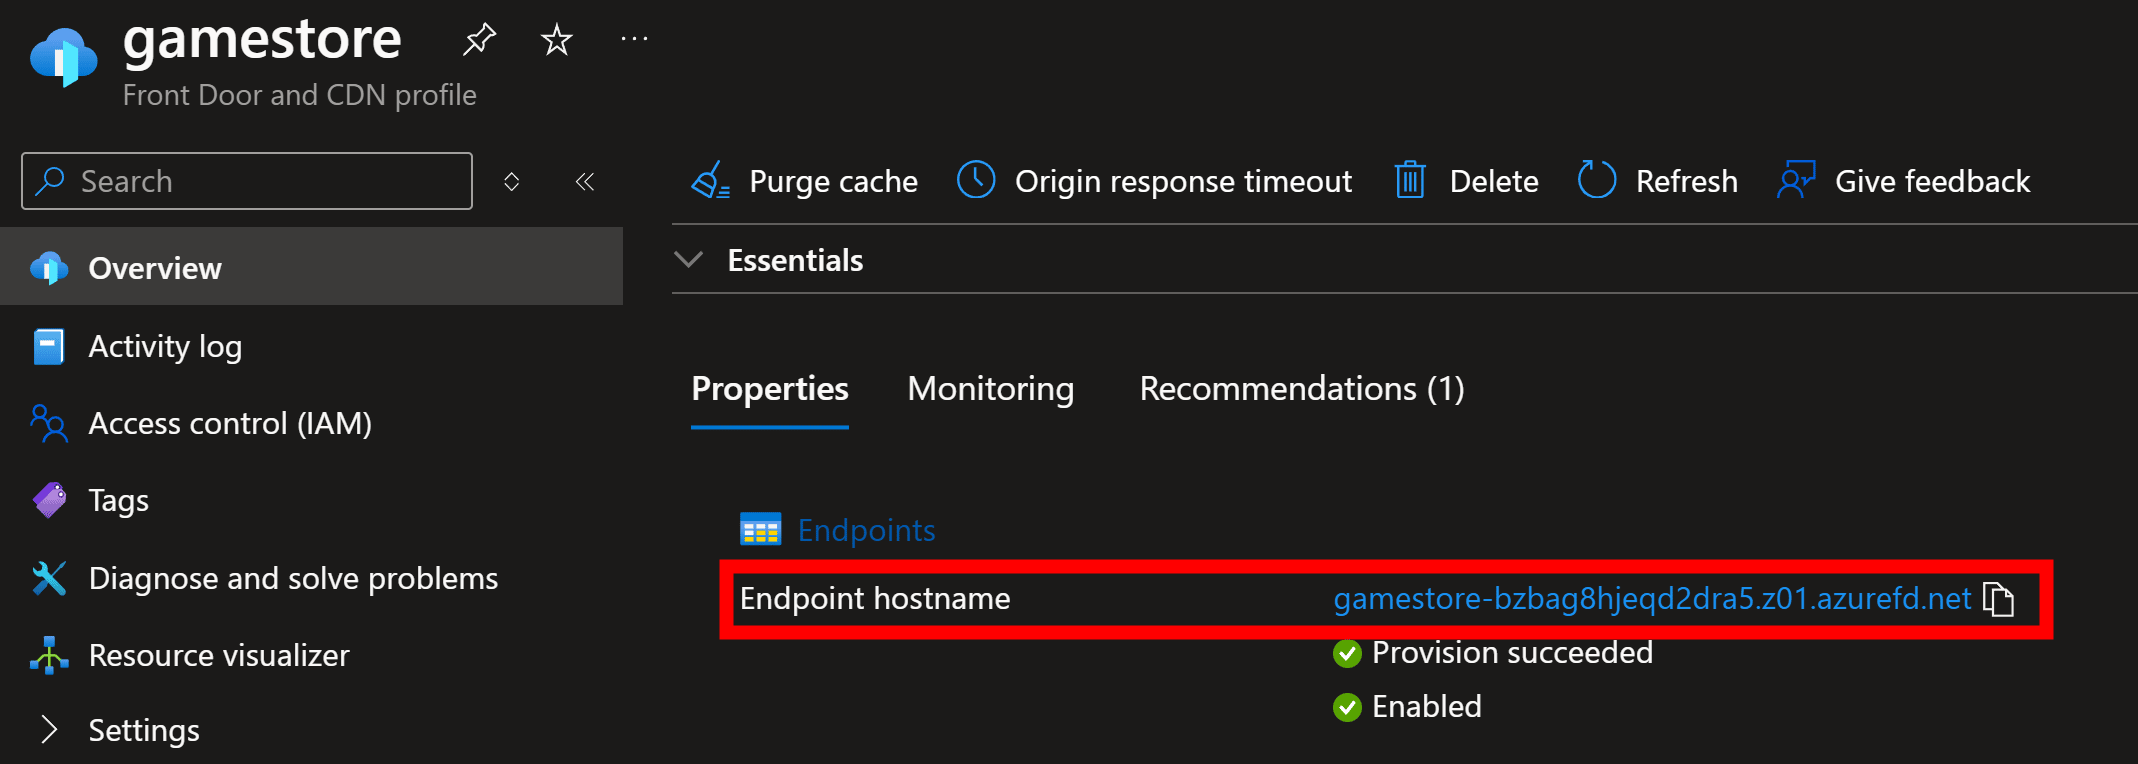 gamestore
Front Door and CDN profile
Search
Purge cache
Origin response timeout
Delete
Refresh
Give feedback
Overview
Activity log
Access control (IAM)
Tags
Diagnose and solve problems
Resource visualizer
Settings
Essentials
Properties
Monitoring
Recommendations (1)
Endpoints
Endpoint hostname
gamestore-bzbag8hjeqd2dra5.z01.azurefd.net
Provision succeeded
Enabled